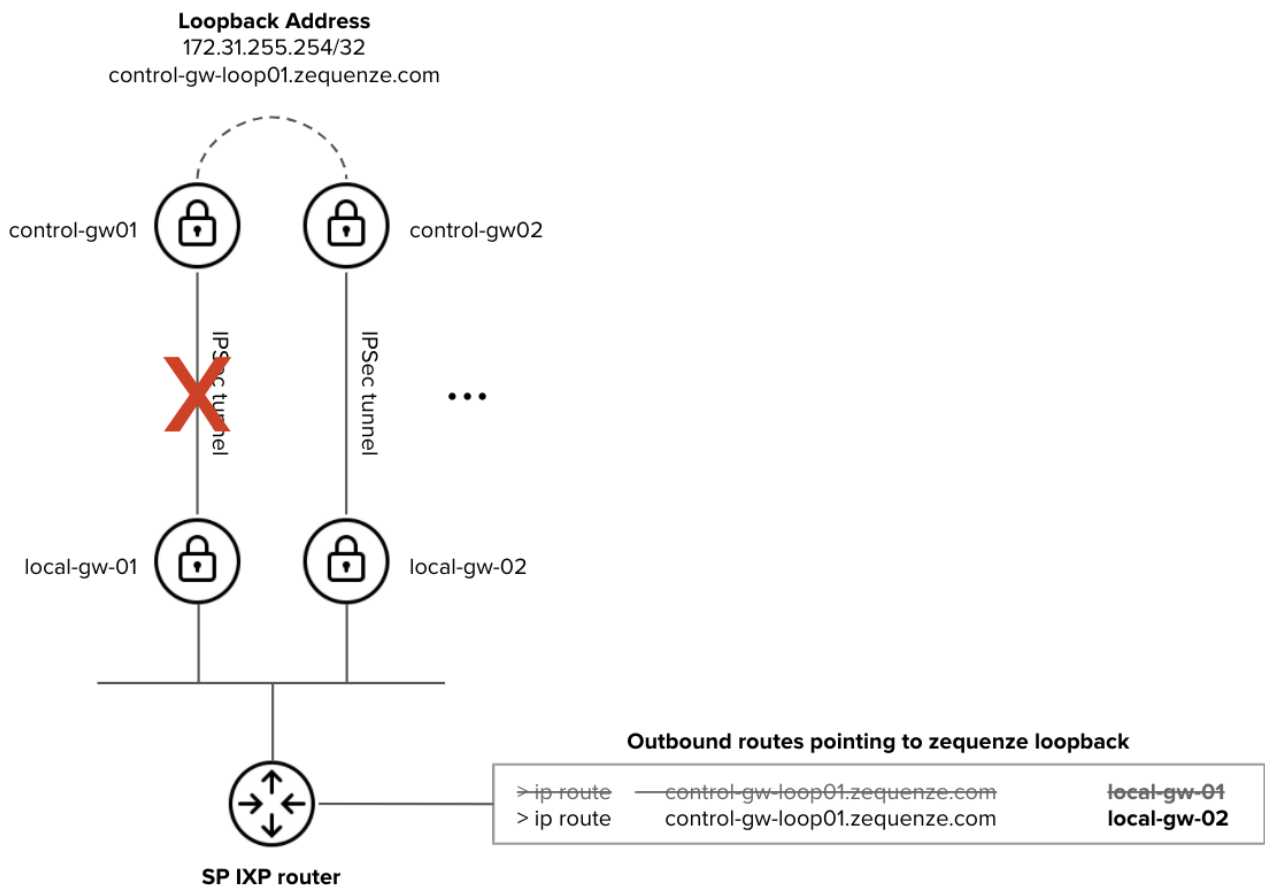 Loopback Address
172.31.255.254/32
control-gw-loop01.zequenze.com
control-gw01
control-gw02
IPSec tunnel
IPSec tunnel
X
...
local-gw-01
local-gw-02
Outbound routes pointing to zequenze loopback
> ip route control-gw-loop01.zequenze.com local-gw-01
> ip route control-gw-loop01.zequenze.com local-gw-02
SP IXP router